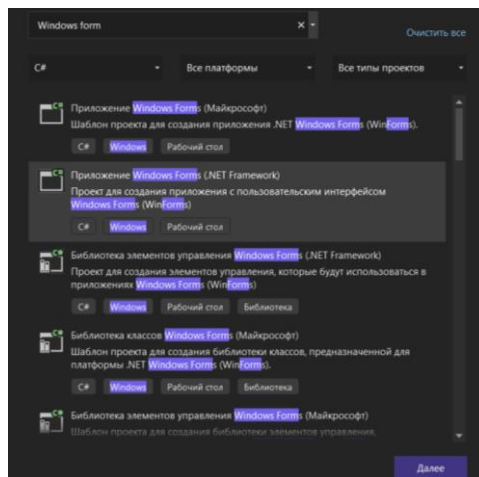 Windows form
Очистить все
C# Все платформы Все типы проектов
Приложение Windows Forms (Майкрософт)
Шаблон проекта для создания приложения .NET Windows Forms (WinForms).
C# Windows Рабочий стол
Приложение Windows Forms (.NET Framework)
Проект для создания приложения с пользовательским интерфейсом
Windows Forms (WinForms)
C# Windows Рабочий стол
Библиотека элементов управления Windows Forms (.NET Framework)
Проект для создания элементов управления, которые будут использоваться в
приложениях Windows Forms (WinForms)
C# Windows Рабочий стол Библиотека
Библиотека классов Windows Forms (Майкрософт)
Шаблон проекта для создания библиотеки классов, предназначенной для
платформы .NET Windows Forms (WinForms).
C# Windows Рабочий стол Библиотека
Библиотека элементов управления Windows Forms (Майкрософт)
Шаблон проекта для создания библиотеки элементов управления,
Далее